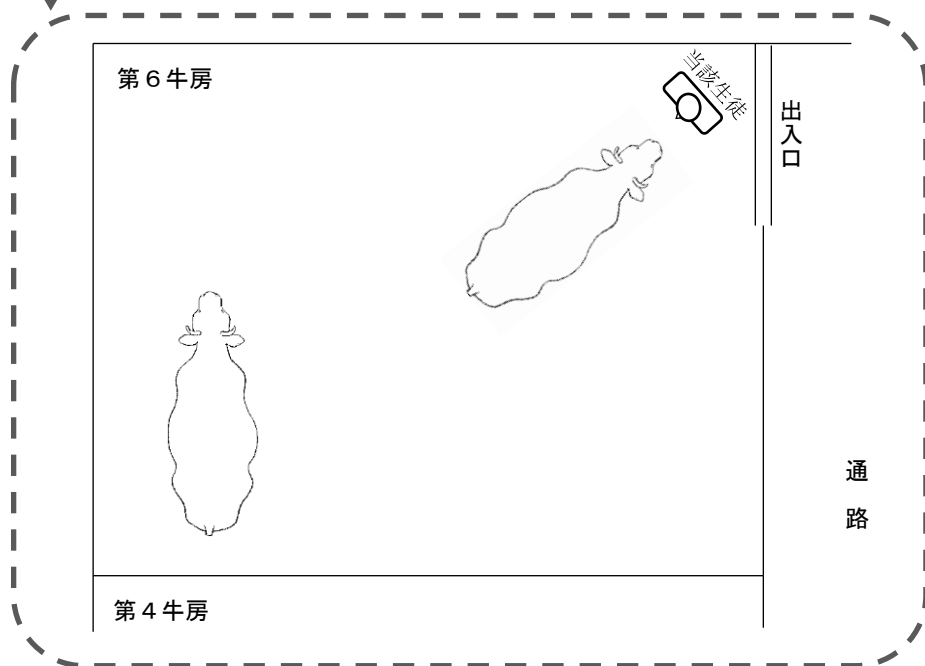 第６牛房
当該生徒
出入口
通路
第４牛房